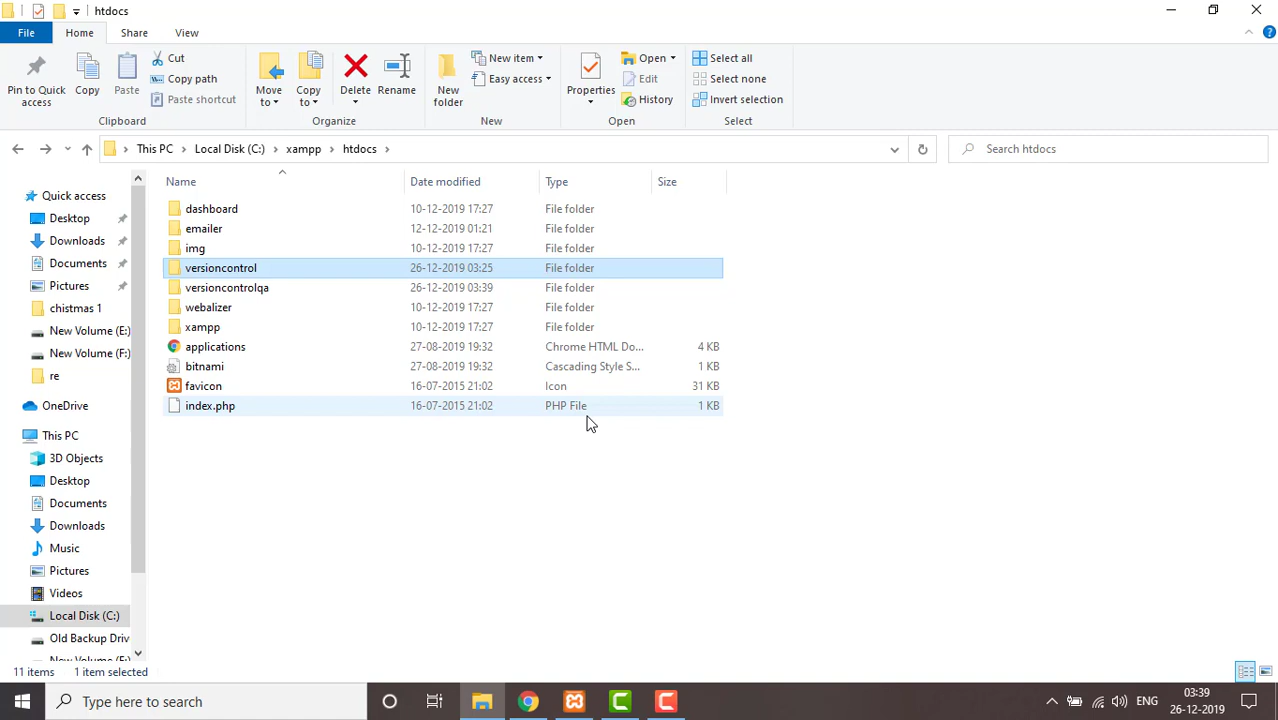 htdocs
File
Home
Share
View
Pin to Quick access
Copy
Paste
Cut
Copy path
Paste shortcut
Clipboard
Move to
Copy to
Delete
Rename
Organize
New folder
New item
Easy access
New
Properties
Open
Edit
History
Open
Select all
Select none
Invert selection
Select
This PC
Local Disk (C:)
xampp
htdocs
Search htdocs
Name
Date modified
Type
Size
dashboard 10-12-2019 17:27 File folder
emailer 12-12-2019 01:21 File folder
img 10-12-2019 17:27 File folder
versioncontrol 26-12-2019 03:25 File folder
versioncontrolqa 26-12-2019 03:39 File folder
webalizer 10-12-2019 17:27 File folder
xampp 10-12-2019 17:27 File folder
applications 27-08-2019 19:32 Chrome HTML Do... 4 KB
bitnami 27-08-2019 19:32 Cascading Style S... 1 KB
favicon 16-07-2015 21:02 Icon 31 KB
index.php 16-07-2015 21:02 PHP File 1 KB
Quick access
Desktop
Downloads
Documents
Pictures
chistmas 1
New Volume (E:)
New Volume (F:)
re
OneDrive
This PC
3D Objects
Desktop
Documents
Downloads
Music
Pictures
Videos
Local Disk (C:)
Old Backup Driv
11 items
1 item selected
Type here to search
ENG
03:39
26-12-2019